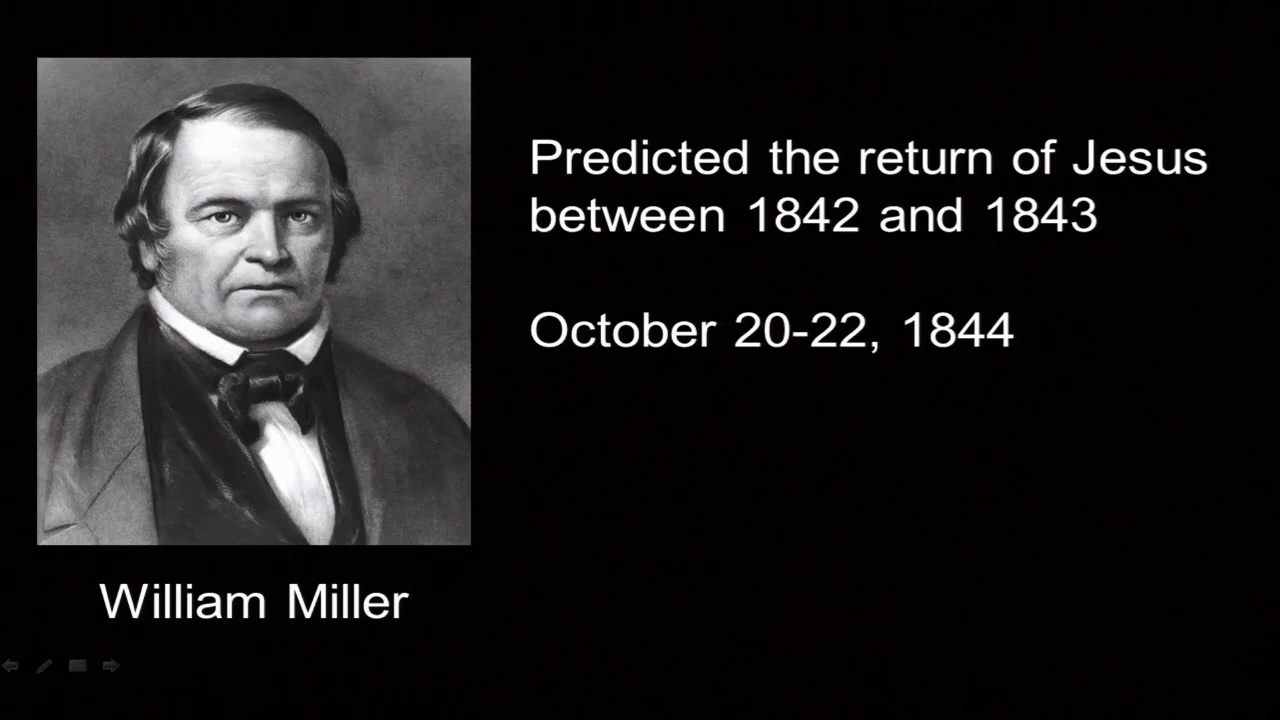 Predicted the return of Jesus
between 1842 and 1843
October 20-22, 1844
William Miller